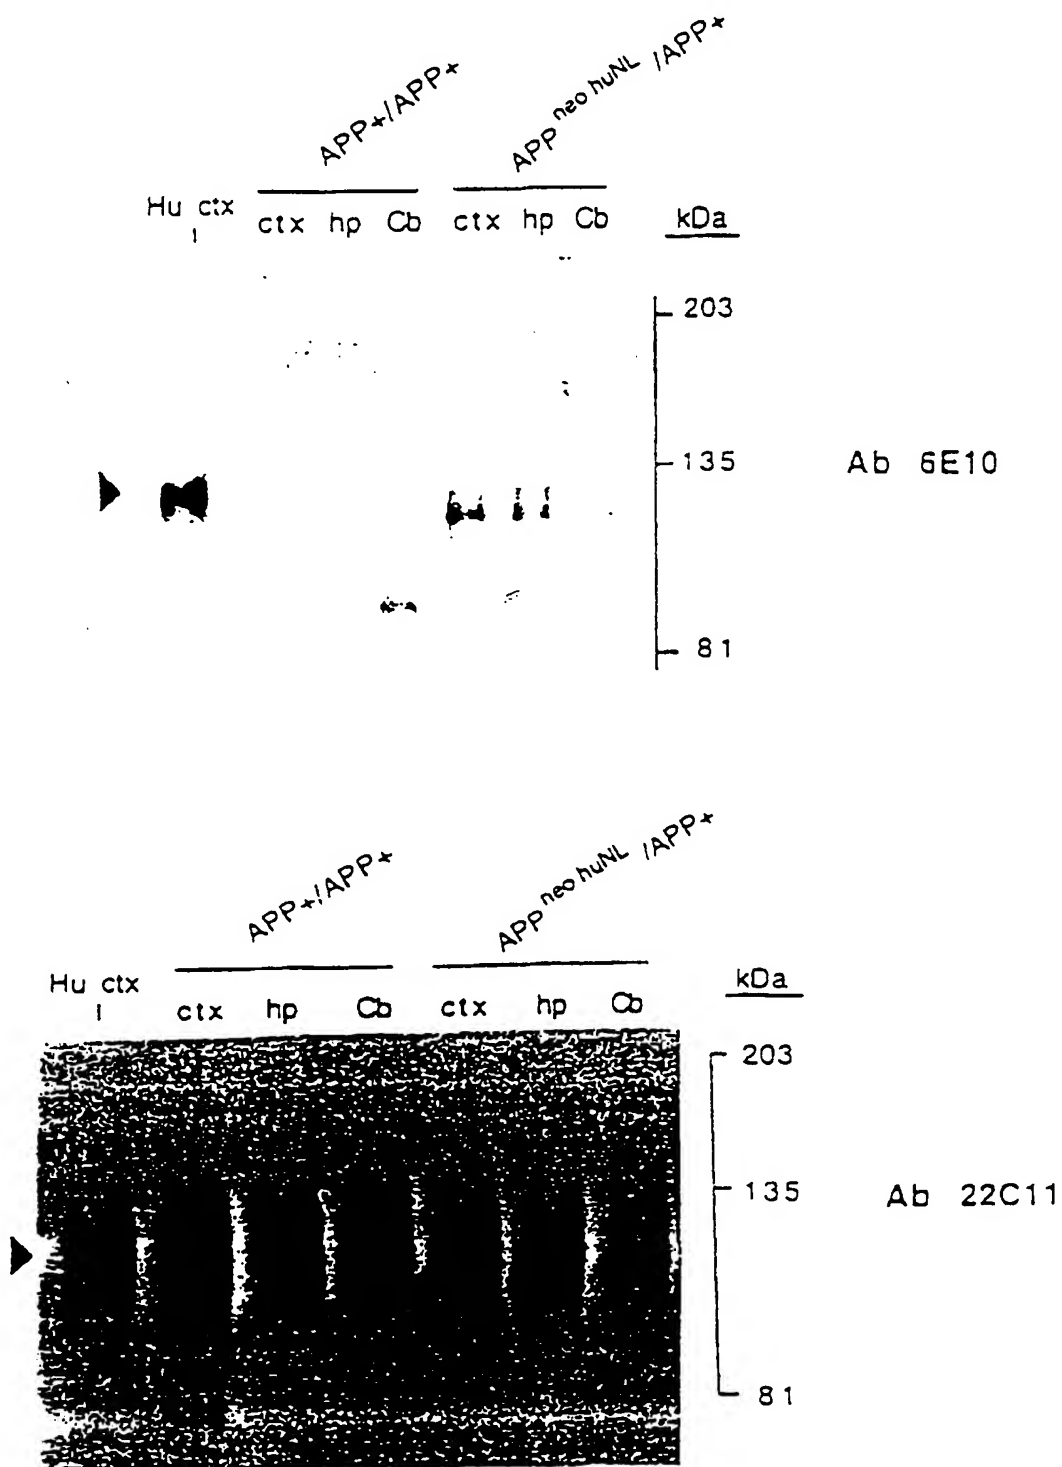 APP+/APP+ APP neo huNL /APP+
Hu ctx ctx hp Cb ctx hp Cb kDa
203
135 Ab 6E10
81
APP+/APP+ APP neo huNL /APP+
Hu ctx ctx hp Cb ctx hp Cb kDa
203
135 Ab 22C11
81